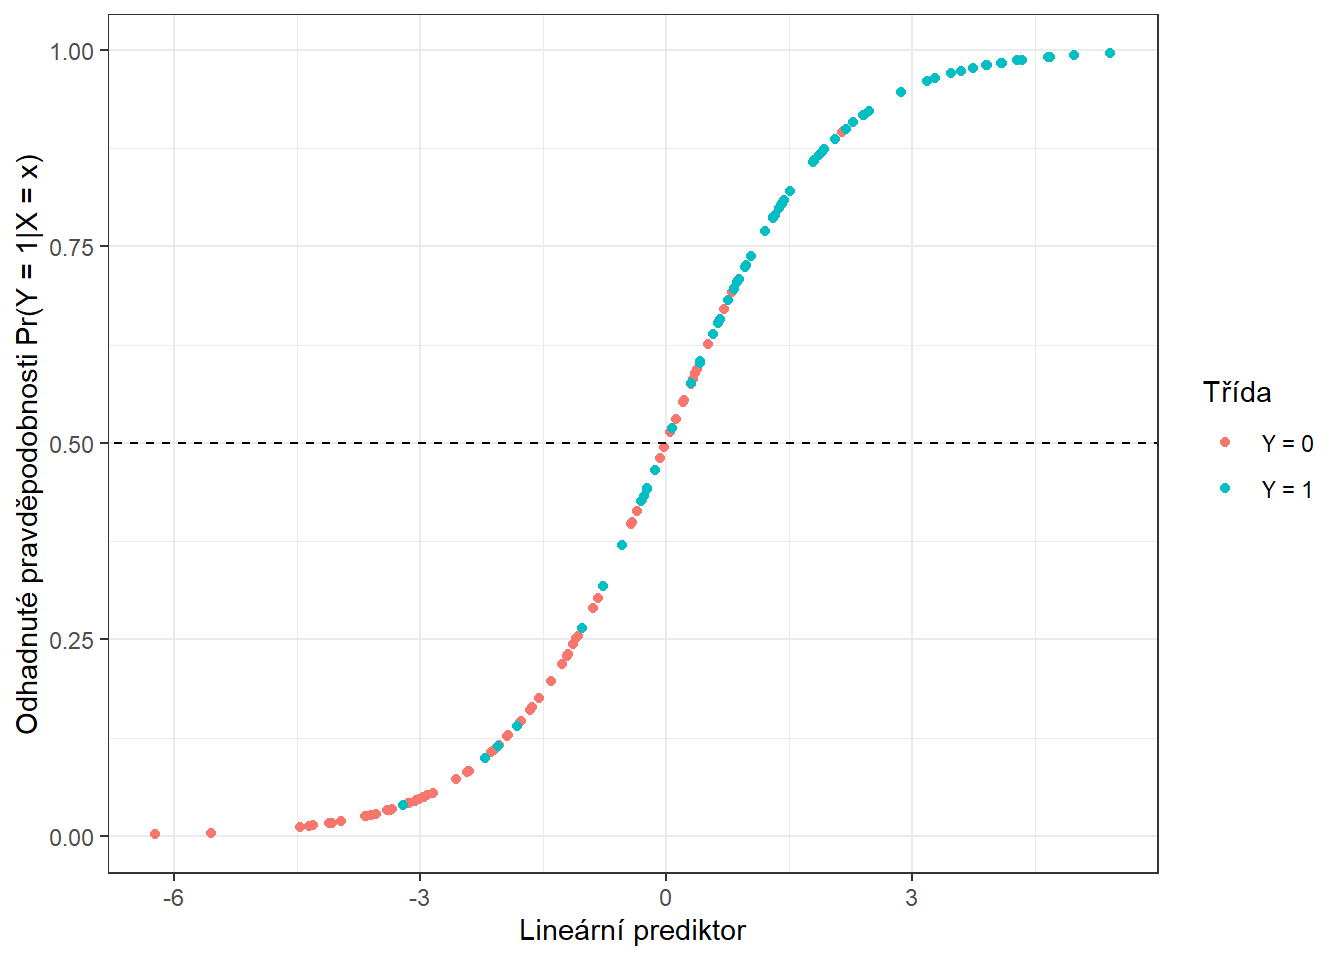 1.00
0.75
0.50
0.25
0.00
Odhadnuté pravděpodobnosti Pr(Y = 1|X = x)
-6
-3
0
3
Lineární prediktor
Třída
Y = 0
Y = 1